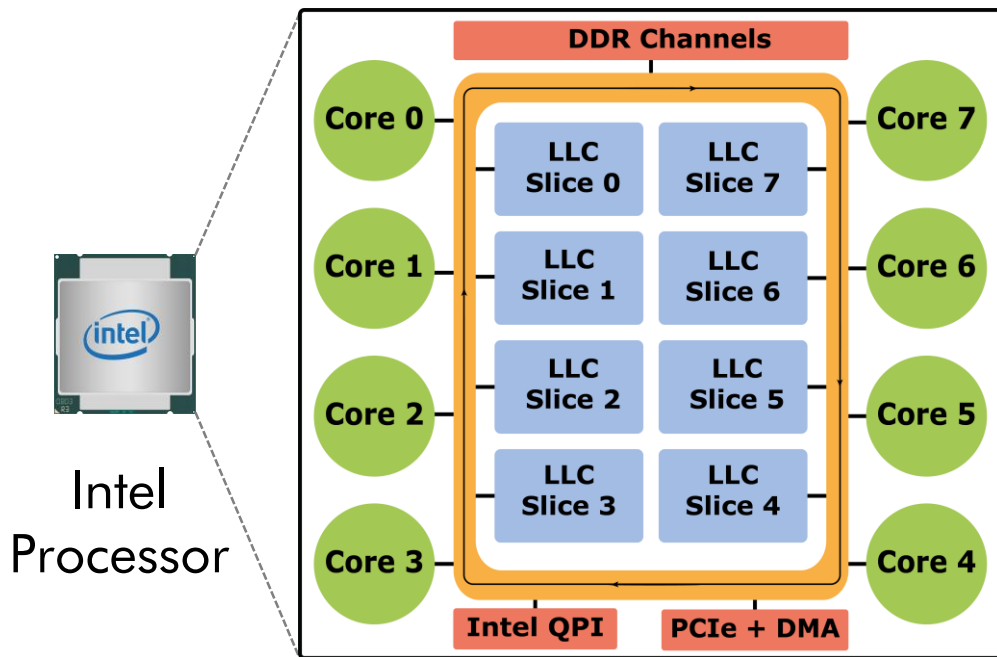 DDR Channels
Core 0
Core 7
LLC
Slice 0
LLC
Slice 7
Core 1
Core 6
LLC
Slice 1
LLC
Slice 6
intel
Core 2
Core 5
LLC
Slice 2
LLC
Slice 5
R3
Intel
Processor
LLC
Slice 3
LLC
Slice 4
Core 3
Core 4
Intel QPI
PCIe + DMA